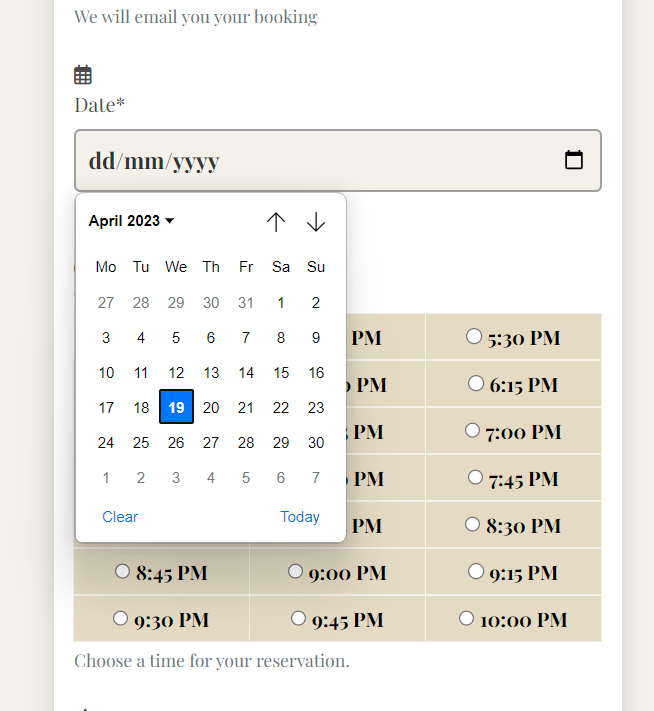 We will email you your booking
Date*
dd/mm/yyyy
April 2023
Mo Tu We Th Fr Sa Su
27 28 29 30 31 1 2
3 4 5 6 7 8 9
10 11 12 13 14 15 16
17 18 19 20 21 22 23
24 25 26 27 28 29 30
1 2 3 4 5 6 7
Clear Today
PM 5:30 PM
PM 6:15 PM
PM 7:00 PM
PM 7:45 PM
PM 8:30 PM
8:45 PM 9:00 PM 9:15 PM
9:30 PM 9:45 PM 10:00 PM
Choose a time for your reservation.